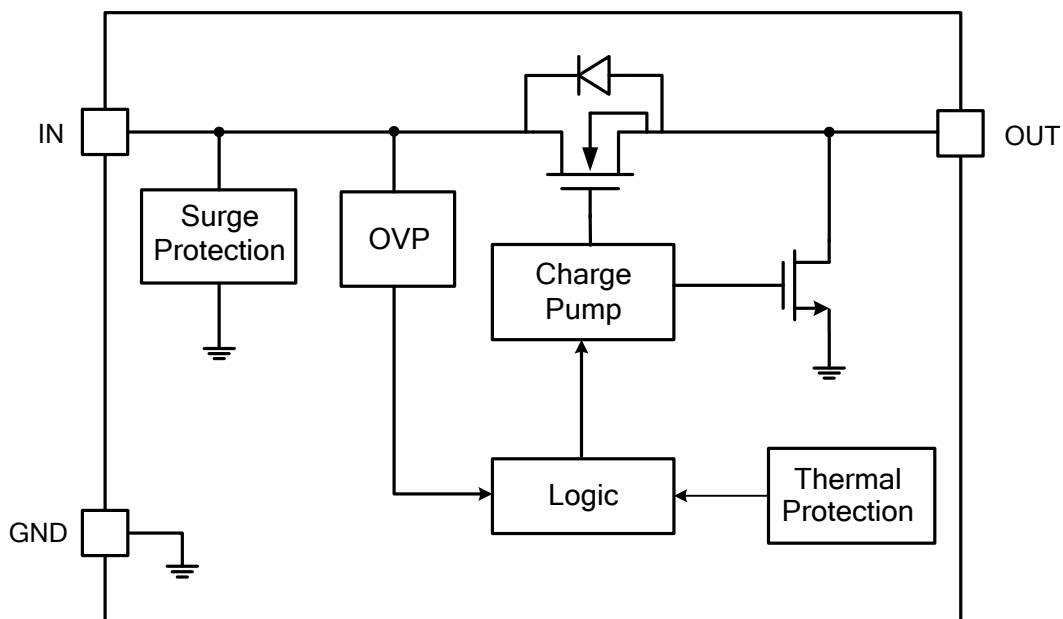 IN
OUT
Surge
Protection
OVP
Charge
Pump
Logic
Thermal
Protection
GND